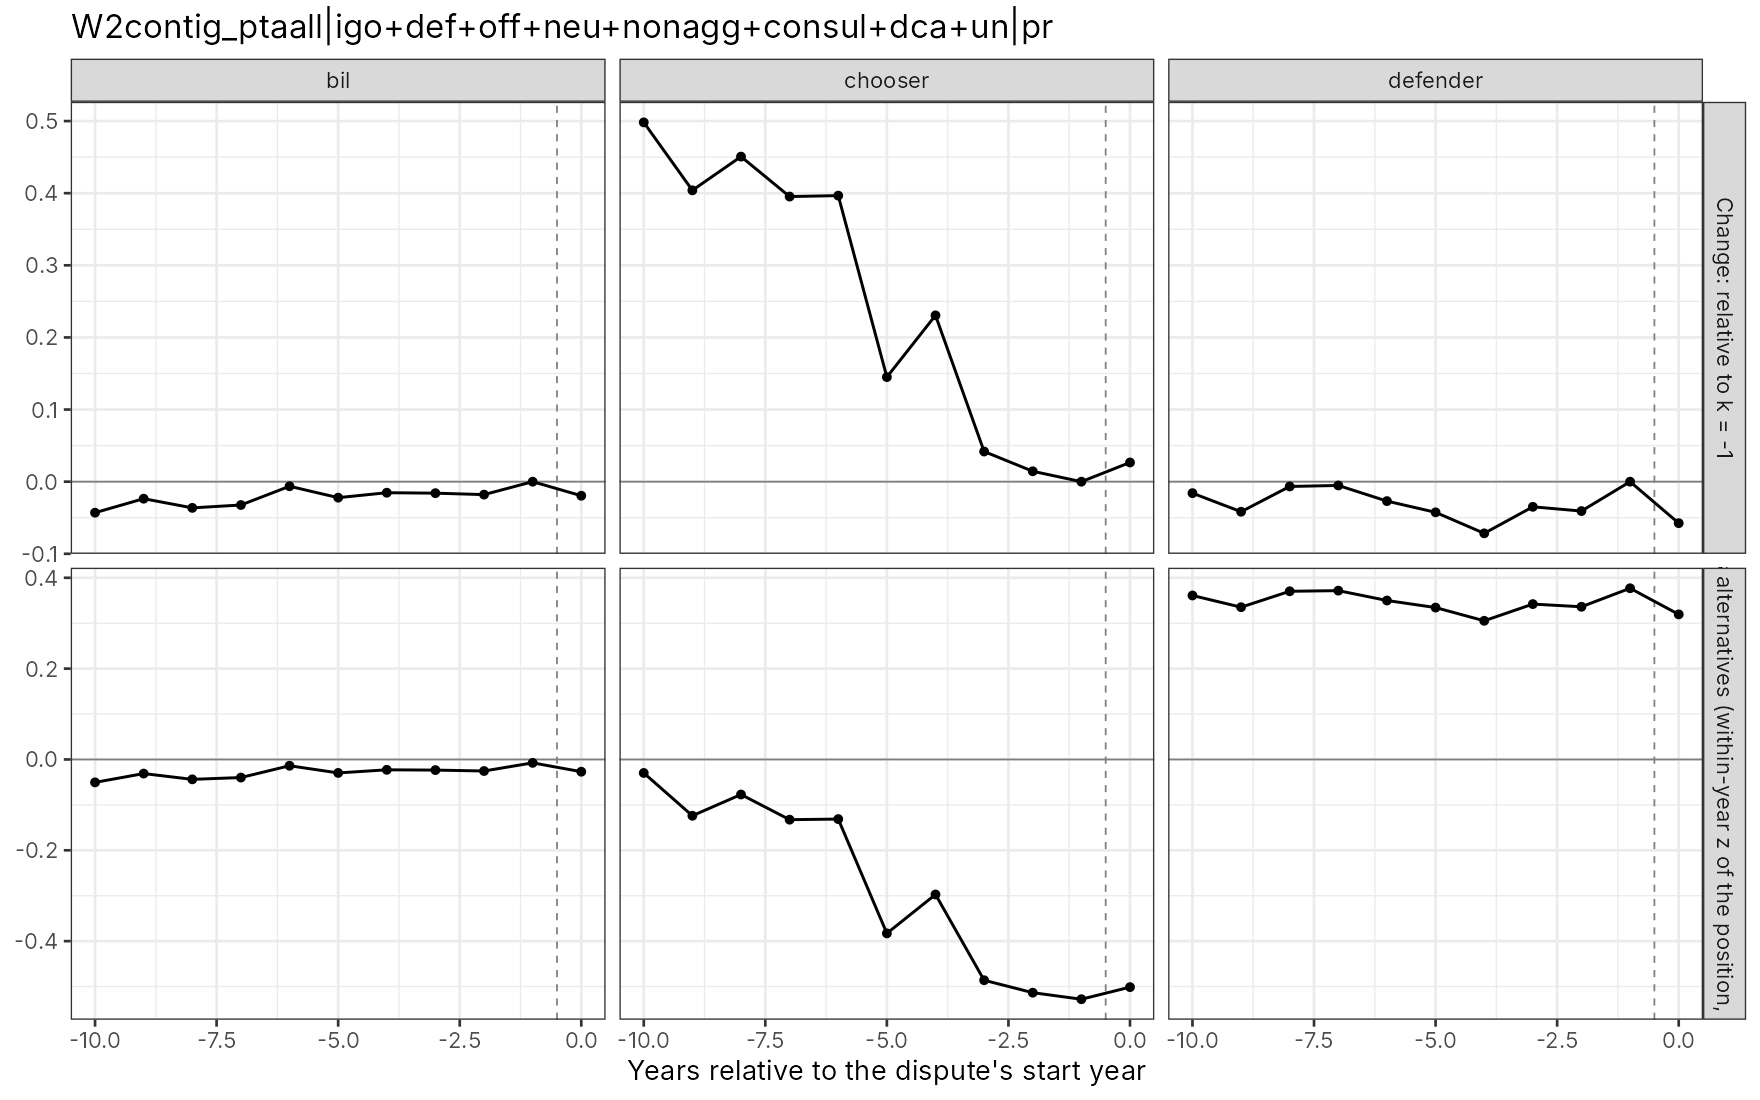 W2contig_ptaall|igo+def+off+neu+nonagg+consul+dca+un|pr
bil
chooser
defender
0.5
0.4
0.3
0.2
0.1
0.0
-0.1
Change: relative to k = -1
0.4
0.2
0.0
-0.2
-0.4
alternatives (within-year z of the position,
-10.0 -7.5 -5.0 -2.5 0.0
-10.0 -7.5 -5.0 -2.5 0.0
-10.0 -7.5 -5.0 -2.5 0.0
Years relative to the dispute's start year